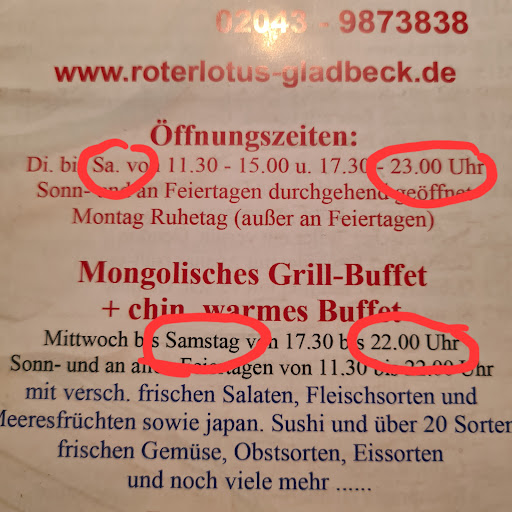 02043 - 9873838
www.roterlotus-gladbeck.de
Öffnungszeiten:
Di. bis Sa. von 11.30 - 15.00 u. 17.30 - 23.00 Uhr
Sonn- und an Feiertagen durchgehend geöffnet
Montag Ruhetag (außer an Feiertagen)
Mongolisches Grill-Buffet
+ chin. warmes Buffet
Mittwoch bis Samstag von 17.30 bis 22.00 Uhr
Sonn- und an allen Feiertagen von 11.30 bis 22.00 Uhr
mit versch. frischen Salaten, Fleischsorten und
Meeresfrüchten sowie japan. Sushi und über 20 Sorten
frischen Gemüse, Obstsorten, Eissorten
und noch viele mehr ......